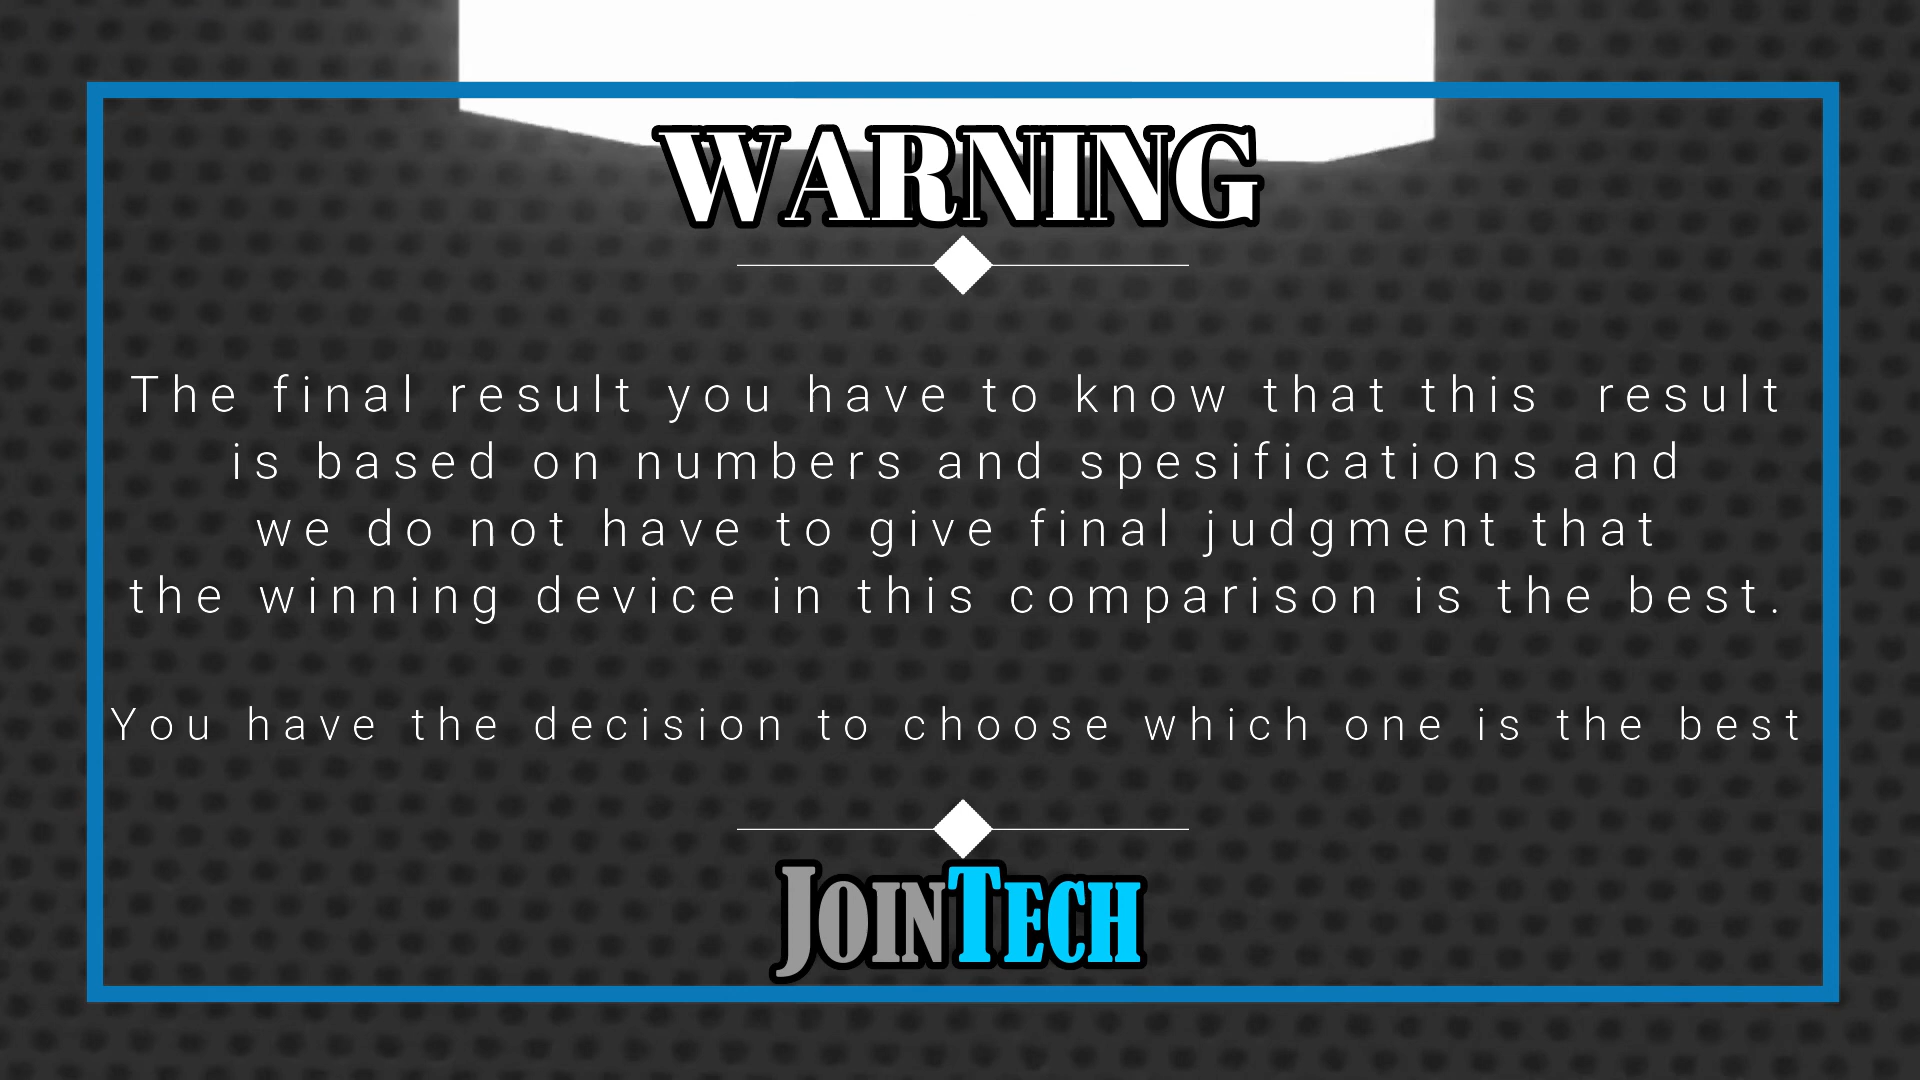 WARNING
The final result you have to know that this result
is based on numbers and spesifications and
we do not have to give final judgment that
the winning device in this comparison is the best.
You have the decision to choose which one is the best
JOINTECH